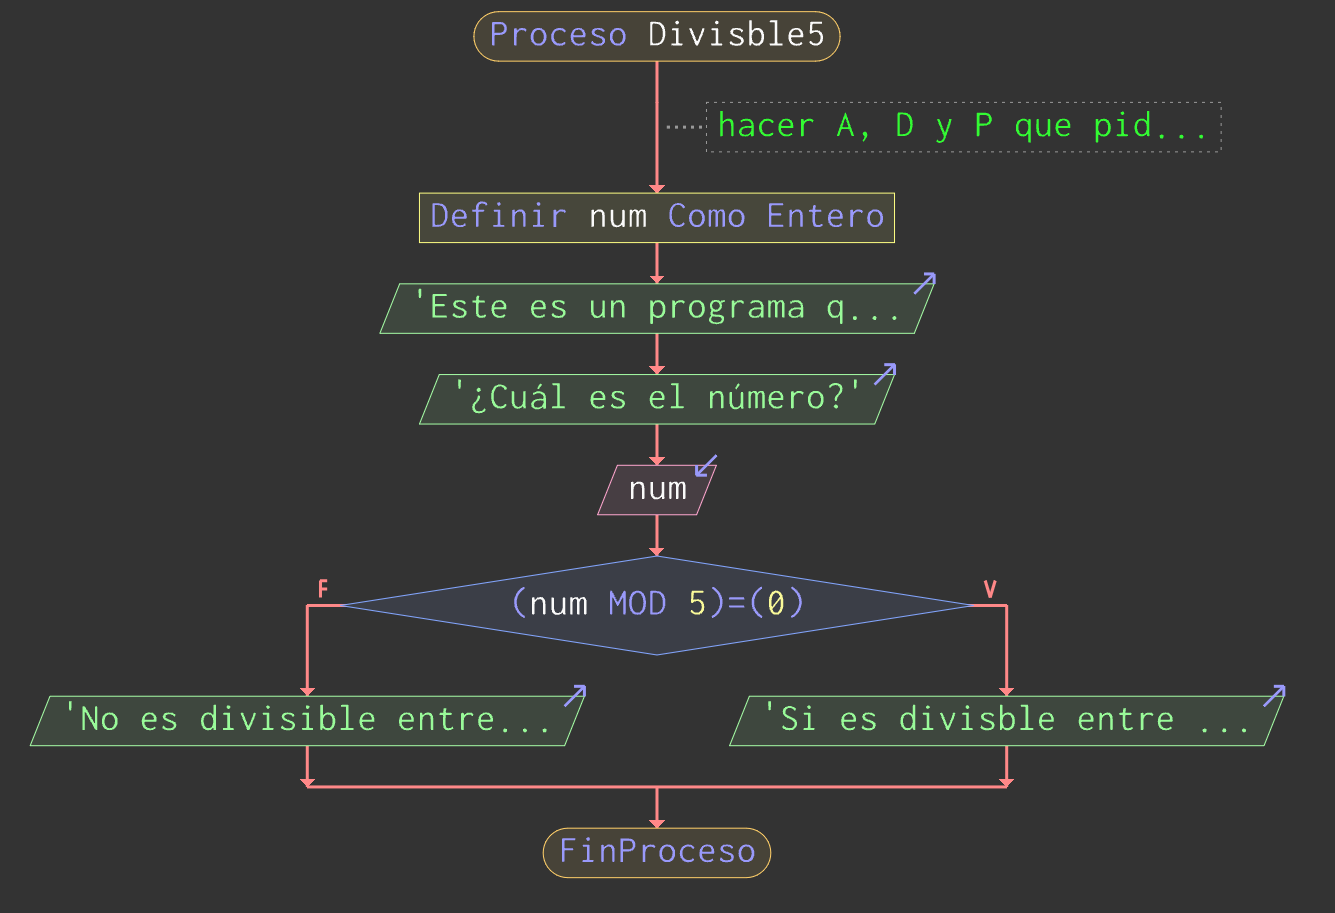 Proceso Divisble5
hacer A, D y P que pid...
Definir num Como Entero
'Este es un programa q...
'¿Cuál es el número?'
num
F
(num MOD 5)=(0)
V
'No es divisible entre...
'Si es divisble entre ...
FinProceso